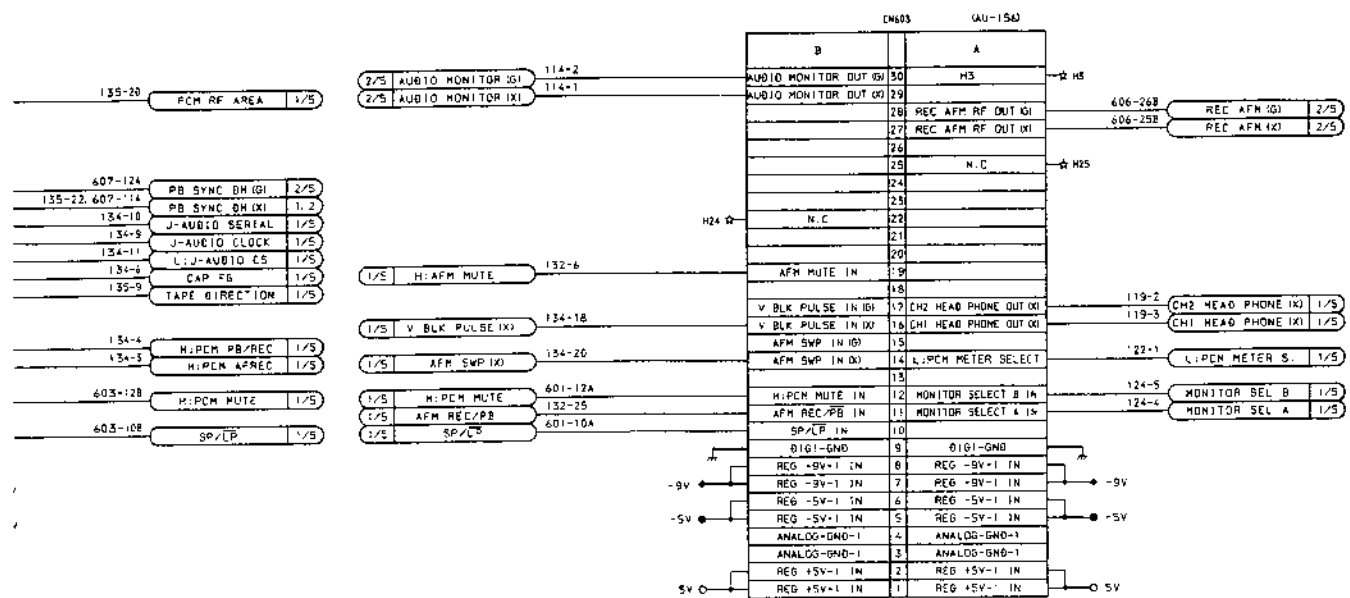 CN603 (AU-156)
B A
AUDIO MONITOR OUT (G) 30 H3 H3
AUDIO MONITOR OUT (X) 29
28 REC AFM RF OUT (G)
27 REC AFM RF OUT (X)
26
25 N.C H25
24
23
H24 N.C 22
21
20
AFM MUTE IN 19
18
V BLK PULSE IN (G) 17 CH2 HEAD PHONE OUT (X)
V BLK PULSE IN (X) 16 CH1 HEAD PHONE OUT (X)
AFM SWP IN (G) 15
AFM SWP IN (X) 14 L:PCM METER SELECT
13
H:PCM MUTE IN 12 MONITOR SELECT B IN
AFM REC/PB IN 11 MONITOR SELECT A IN
SP/LP IN 10
DIGI-GND 9 DIGI-GND
REG -9V-1 IN 8 REG -9V-1 IN
-9V REG -9V-1 IN 7 REG -9V-1 IN -9V
REG -5V-1 IN 6 REG -5V-1 IN
-5V REG -5V-1 IN 5 REG -5V-1 IN -5V
ANALOG-GND-1 4 ANALOG-GND-1
ANALOG-GND-1 3 ANALOG-GND-1
REG +5V-1 IN 2 REG +5V-1 IN
5V REG +5V-1 IN 1 REG +5V-1 IN 5V
135-20 PCM RF AREA 1/5
607-12A PB SYNC BH (G) 2/5
135-22, 607-11A PB SYNC BH (X) 1, 2
134-10 J-AUDIO SERIAL 1/5
134-9 J-AUDIO CLOCK 1/5
134-11 L:J-AUDIO CS 1/5
134-6 CAP FG 1/5
135-9 TAPE DIRECTION 1/5
134-4 H:PCM PB/REC 1/5
134-3 H:PCM AFREC 1/5
603-12B H:PCM MUTE 1/5
603-10B SP/LP 1/5
2/5 AUDIO MONITOR (G) 114-2
2/5 AUDIO MONITOR (X) 114-1
1/5 H:AFM MUTE 132-6
1/5 V BLK PULSE (X) 134-18
1/5 AFM SWP (X) 134-20
1/5 H:PCM MUTE 601-12A
1/5 AFM REC/PB 132-25
1/5 SP/LP 601-10A
606-26B REC AFM (G) 2/5
606-25B REC AFM (X) 2/5
119-2 CH2 HEAD PHONE (X) 1/5
119-3 CH1 HEAD PHONE (X) 1/5
122-1 L:PCM METER S. 1/5
124-5 MONITOR SEL B 1/5
124-4 MONITOR SEL A 1/5